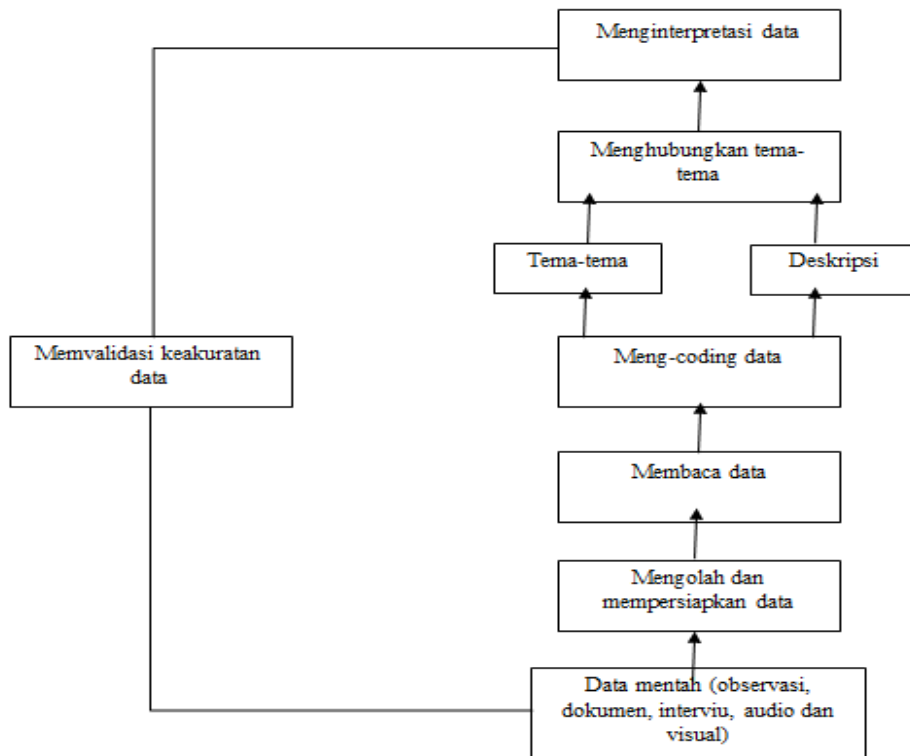 Menginterpretasi data
Menghubungkan tema-
tema
Tema-tema
Deskripsi
Memvalidasi keakuratan
data
Meng-coding data
Membaca data
Mengolah dan
mempersiapkan data
Data mentah (observasi,
dokumen, interviu, audio dan
visual)